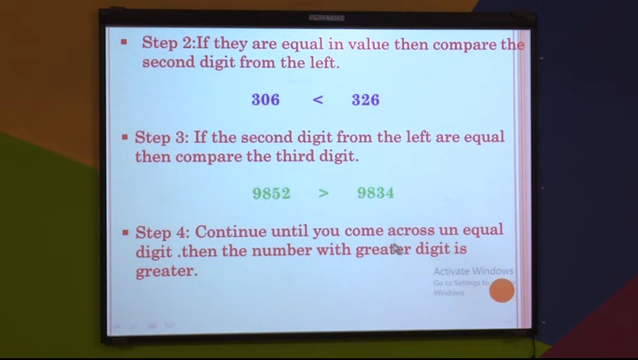 ▪ Step 2:If they are equal in value then compare the
second digit from the left.
306 < 326
▪ Step 3: If the second digit from the left are equal
then compare the third digit.
9852 > 9834
▪ Step 4: Continue until you come across un equal
digit .then the number with greater digit is
greater.
Activate Windows
Go to Settings to
Windows.